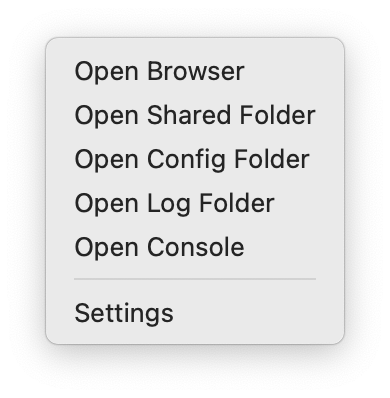 Open Browser
Open Shared Folder
Open Config Folder
Open Log Folder
Open Console
Settings